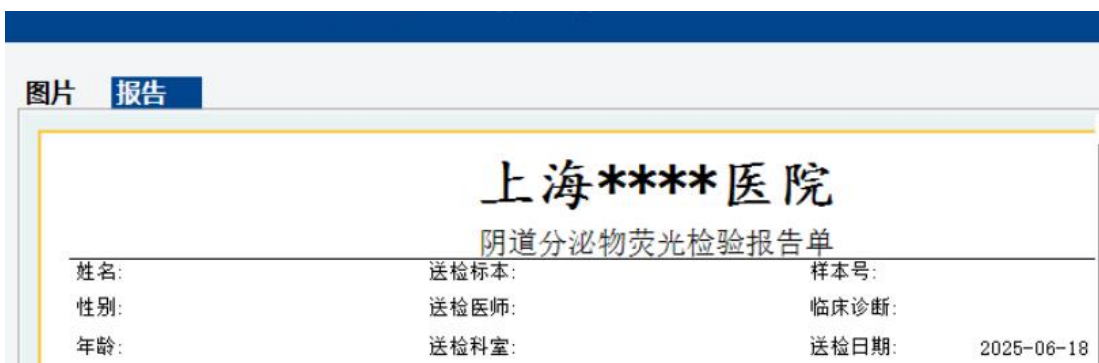 图片 报告
上海****医院
阴道分泌物荧光检验报告单
姓名: 送检标本: 样本号:
性别: 送检医师: 临床诊断:
年龄: 送检科室: 送检日期: 2025-06-18